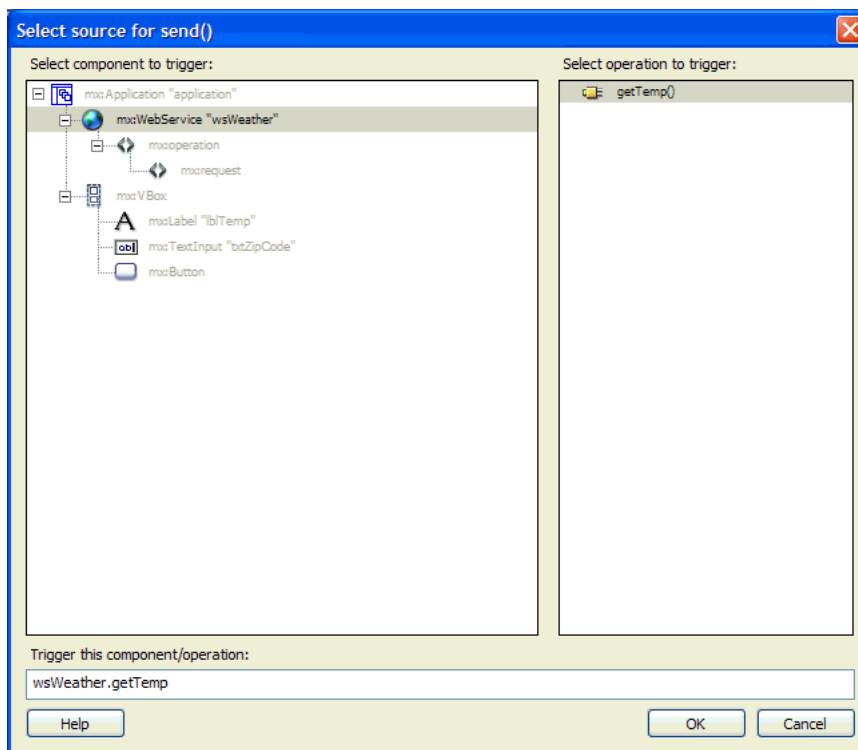 Select source for send()
Select component to trigger:
Select operation to trigger:
mx:Application "application"
getTemp()
mx:WebService "wsWeather"
mx:operation
mx:request
mx:VBox
A mx:Label "lblTemp"
abl mx:TextInput "txtZipCode"
mx:Button
Trigger this component/operation:
wsWeather.getTemp
Help
OK
Cancel